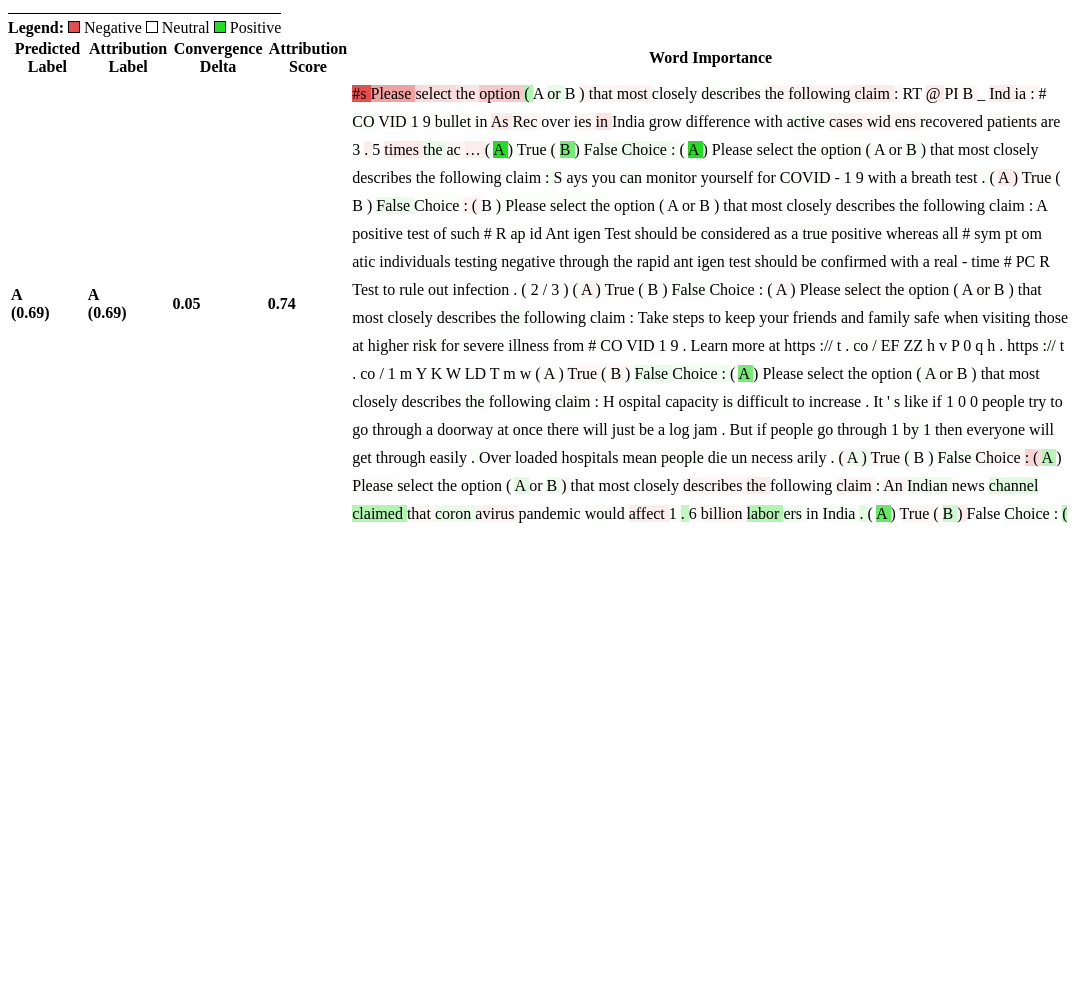 Legend: Negative Neutral Positive
Predicted Label Attribution Label Convergence Delta Attribution Score Word Importance
A (0.69) A (0.69) 0.05 0.74
#s Please select the option ( A or B ) that most closely describes the following claim : RT @ PI B _ Ind ia : #
CO VID 1 9 bullet in As Rec over ies in India grow difference with active cases wid ens recovered patients are
3 . 5 times the ac … ( A ) True ( B ) False Choice : ( A ) Please select the option ( A or B ) that most closely
describes the following claim : S ays you can monitor yourself for COVID - 1 9 with a breath test . ( A ) True (
B ) False Choice : ( B ) Please select the option ( A or B ) that most closely describes the following claim : A
positive test of such # R ap id Ant igen Test should be considered as a true positive whereas all # sym pt om
atic individuals testing negative through the rapid ant igen test should be confirmed with a real - time # PC R
Test to rule out infection . ( 2 / 3 ) ( A ) True ( B ) False Choice : ( A ) Please select the option ( A or B ) that
most closely describes the following claim : Take steps to keep your friends and family safe when visiting those
at higher risk for severe illness from # CO VID 1 9 . Learn more at https :// t . co / EF ZZ h v P 0 q h . https :// t
. co / 1 m Y K W LD T m w ( A ) True ( B ) False Choice : ( A ) Please select the option ( A or B ) that most
closely describes the following claim : H ospital capacity is difficult to increase . It ' s like if 1 0 0 people try to
go through a doorway at once there will just be a log jam . But if people go through 1 by 1 then everyone will
get through easily . Over loaded hospitals mean people die un necess arily . ( A ) True ( B ) False Choice : ( A )
Please select the option ( A or B ) that most closely describes the following claim : An Indian news channel
claimed that coron avirus pandemic would affect 1 . 6 billion labor ers in India . ( A ) True ( B ) False Choice : (